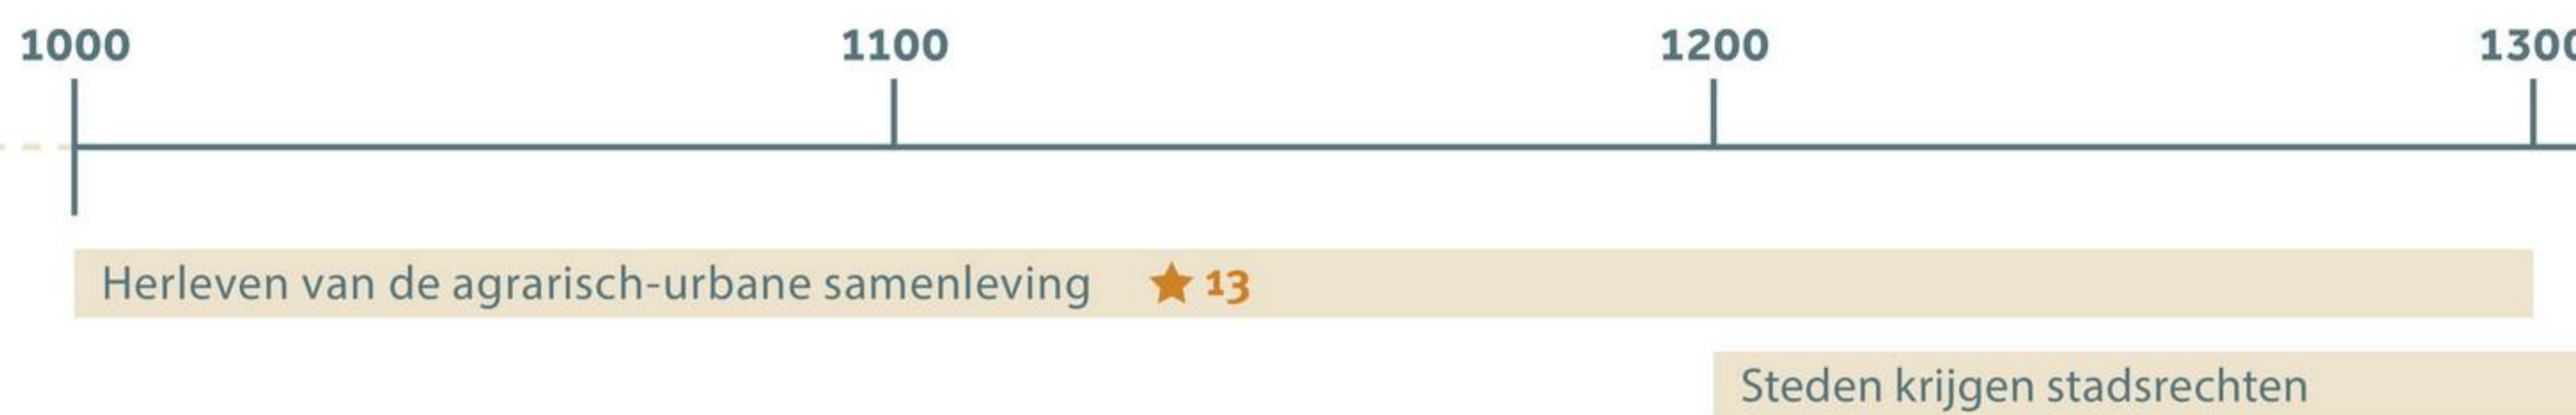 1000 1100 1200 1300
Herleven van de agrarisch-urbane samenleving ★ 13
Steden krijgen stadsrechten